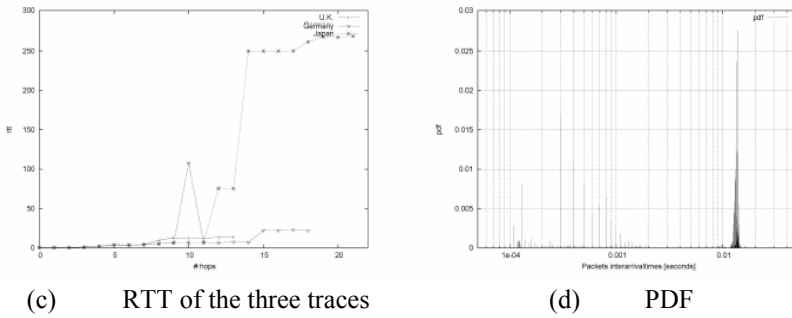 U.K.
Germany
Japan
300
250
200
150
100
50
0
rtt
0 5 10 15 20
# hops
pdf
0.03
0.025
0.02
0.015
0.01
0.005
0
pdf
1e-04 0.001 0.01
Packets interarrivaltimes [seconds]
(c) RTT of the three traces
(d) PDF